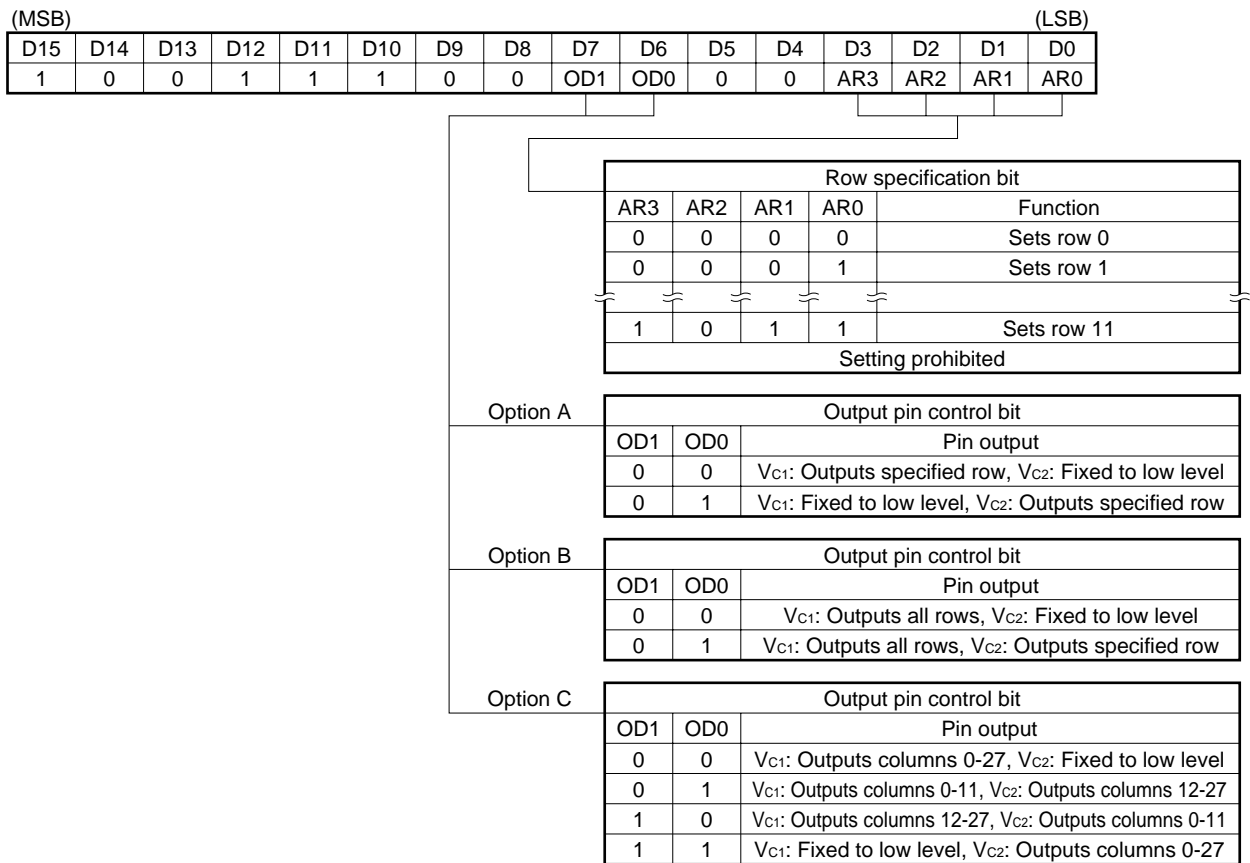 (MSB) (LSB)
D15 D14 D13 D12 D11 D10 D9 D8 D7 D6 D5 D4 D3 D2 D1 D0
1 0 0 1 1 1 0 0 OD1 OD0 0 0 AR3 AR2 AR1 AR0
Row specification bit
AR3 AR2 AR1 AR0 Function
0 0 0 0 Sets row 0
0 0 0 1 Sets row 1
1 0 1 1 Sets row 11
Setting prohibited
Option A Output pin control bit
OD1 OD0 Pin output
0 0 VC1: Outputs specified row, VC2: Fixed to low level
0 1 VC1: Fixed to low level, VC2: Outputs specified row
Option B Output pin control bit
OD1 OD0 Pin output
0 0 VC1: Outputs all rows, VC2: Fixed to low level
0 1 VC1: Outputs all rows, VC2: Outputs specified row
Option C Output pin control bit
OD1 OD0 Pin output
0 0 VC1: Outputs columns 0-27, VC2: Fixed to low level
0 1 VC1: Outputs columns 0-11, VC2: Outputs columns 12-27
1 0 VC1: Outputs columns 12-27, VC2: Outputs columns 0-11
1 1 VC1: Fixed to low level, VC2: Outputs columns 0-27